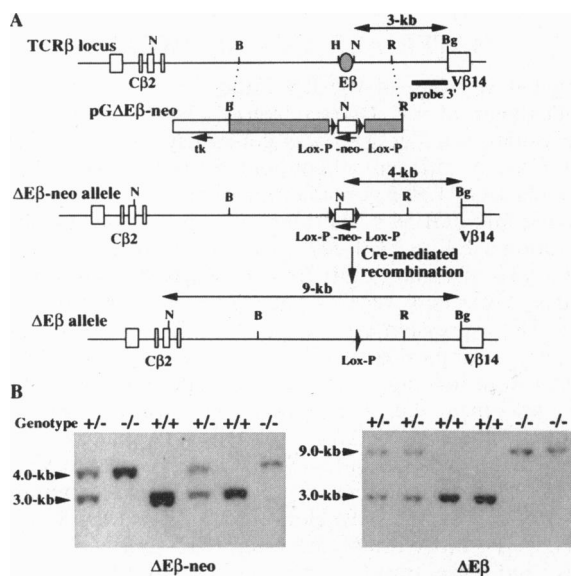 A
3-kb
TCRβ locus
N B H N R Bg
Cβ2 Eβ Vβ14
probe 3'
pGΔEβ-neo
B N R
tk Lox-P -neo- Lox-P
4-kb
ΔEβ-neo allele
N B N R Bg
Cβ2 Lox-P -neo- Lox-P Vβ14
Cre-mediated
recombination
9-kb
ΔEβ allele
N B R Bg
Cβ2 Lox-P Vβ14
B
Genotype +/- -/- +/+ +/- +/+ -/-
+/- +/- +/+ +/+ -/- -/-
4.0-kb
3.0-kb
9.0-kb
3.0-kb
ΔEβ-neo
ΔEβ